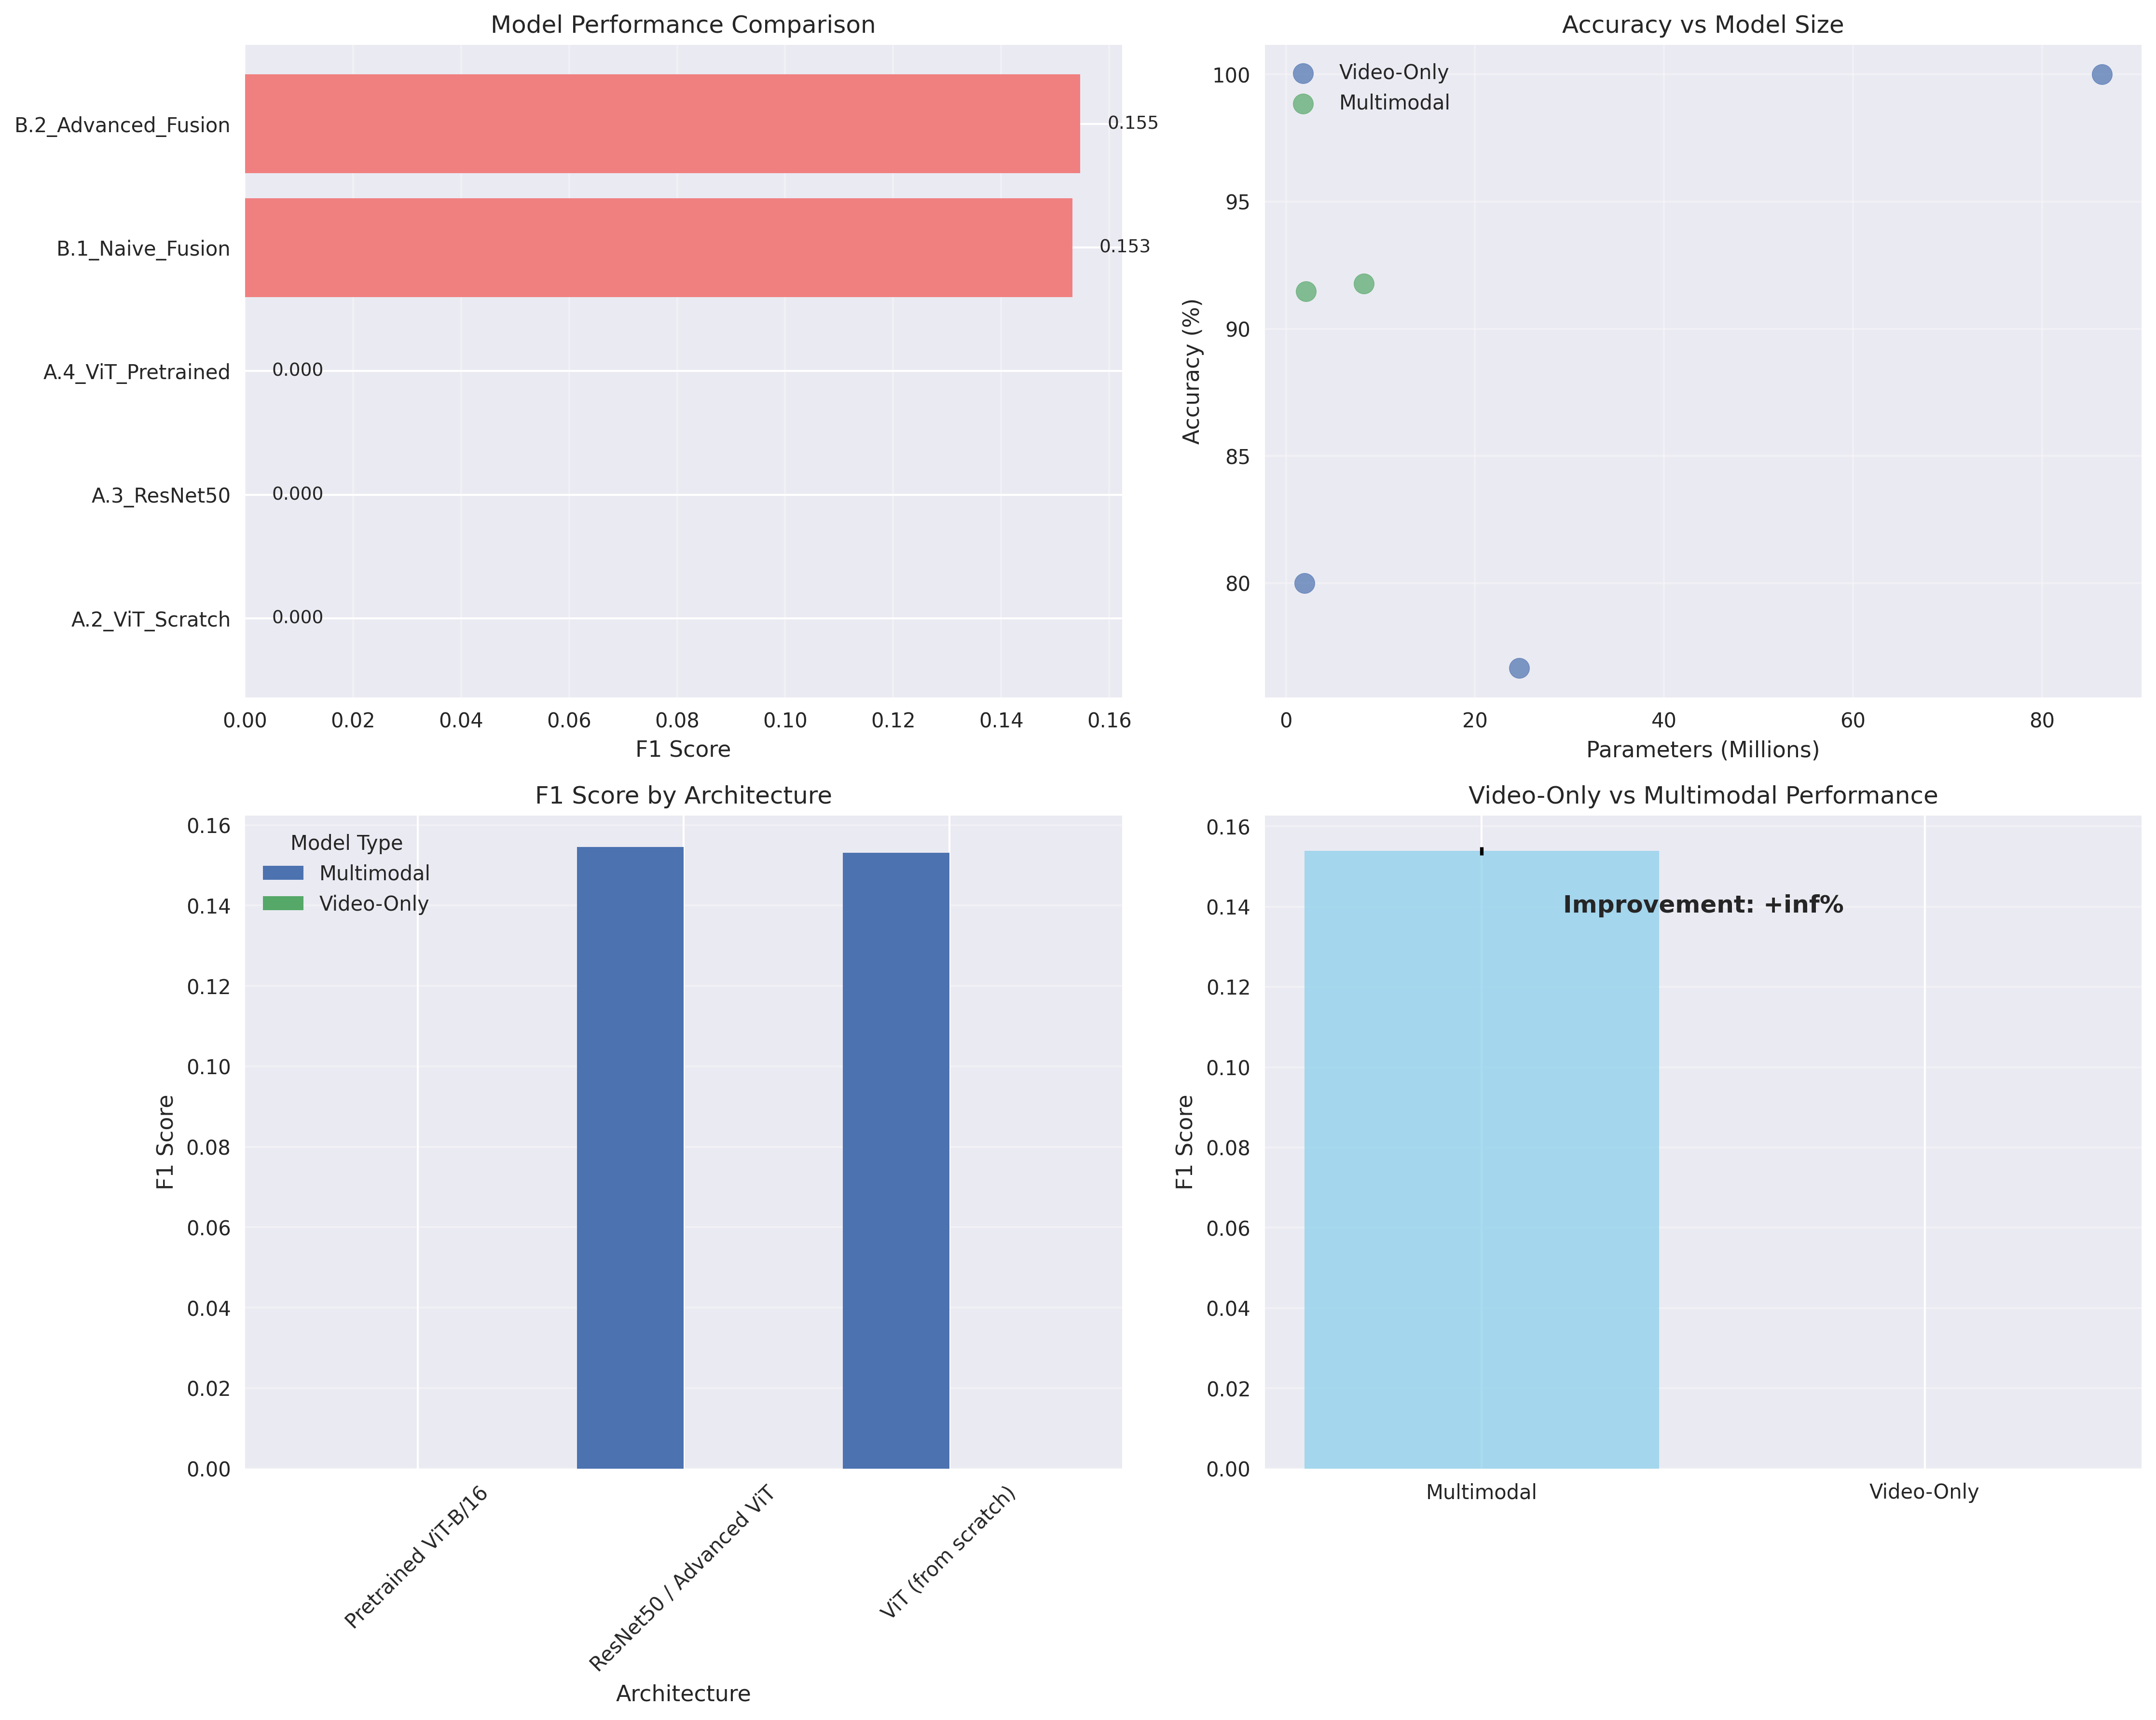 Model Performance Comparison
B.2_Advanced_Fusion
0.155
B.1_Naive_Fusion
0.153
A.4_ViT_Pretrained
0.000
A.3_ResNet50
0.000
A.2_ViT_Scratch
0.000
0.00 0.02 0.04 0.06 0.08 0.10 0.12 0.14 0.16
F1 Score
Accuracy vs Model Size
Video-Only
Multimodal
100
95
90
85
80
Accuracy (%)
0 20 40 60 80
Parameters (Millions)
F1 Score by Architecture
Model Type
Multimodal
Video-Only
0.16
0.14
0.12
0.10
0.08
0.06
0.04
0.02
0.00
F1 Score
Pretrained ViT-B/16
ResNet50 / Advanced ViT
ViT (from scratch)
Architecture
Video-Only vs Multimodal Performance
Improvement: +inf%
0.16
0.14
0.12
0.10
0.08
0.06
0.04
0.02
0.00
F1 Score
Multimodal
Video-Only